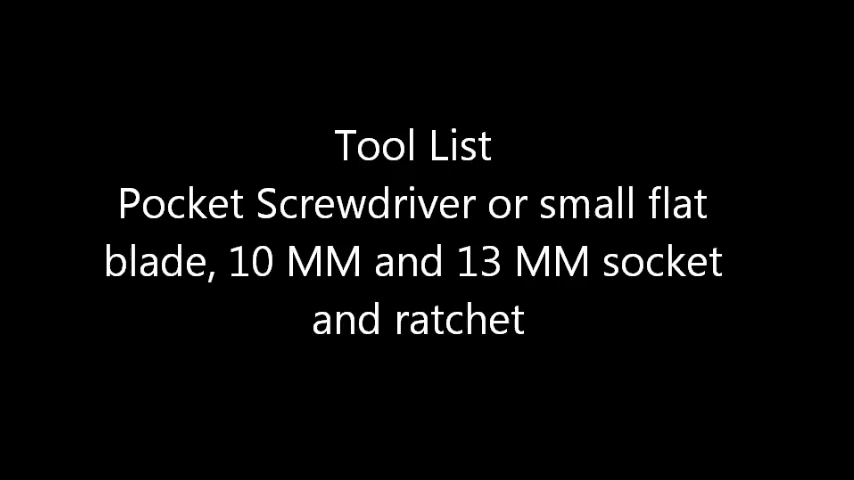 Tool List
Pocket Screwdriver or small flat
blade, 10 MM and 13 MM socket
and ratchet